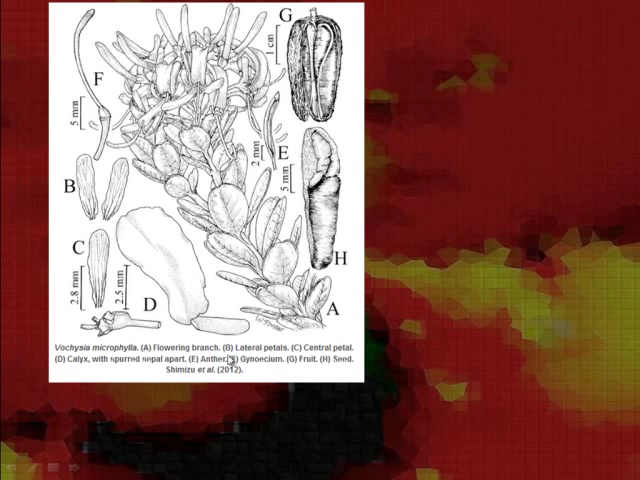 G
1 cm
F
5 mm
E
2 mm
5 mm
B
C
2.8 mm
2.5 mm
D
H
A
Vochysia microphylla. (A) Flowering branch. (B) Lateral petals. (C) Central petal.
(D) Calyx, with spurred sepal apart. (E) Anther. Gynoecium. (G) Fruit. (H) Seed.
Shimizu et al. (2012).